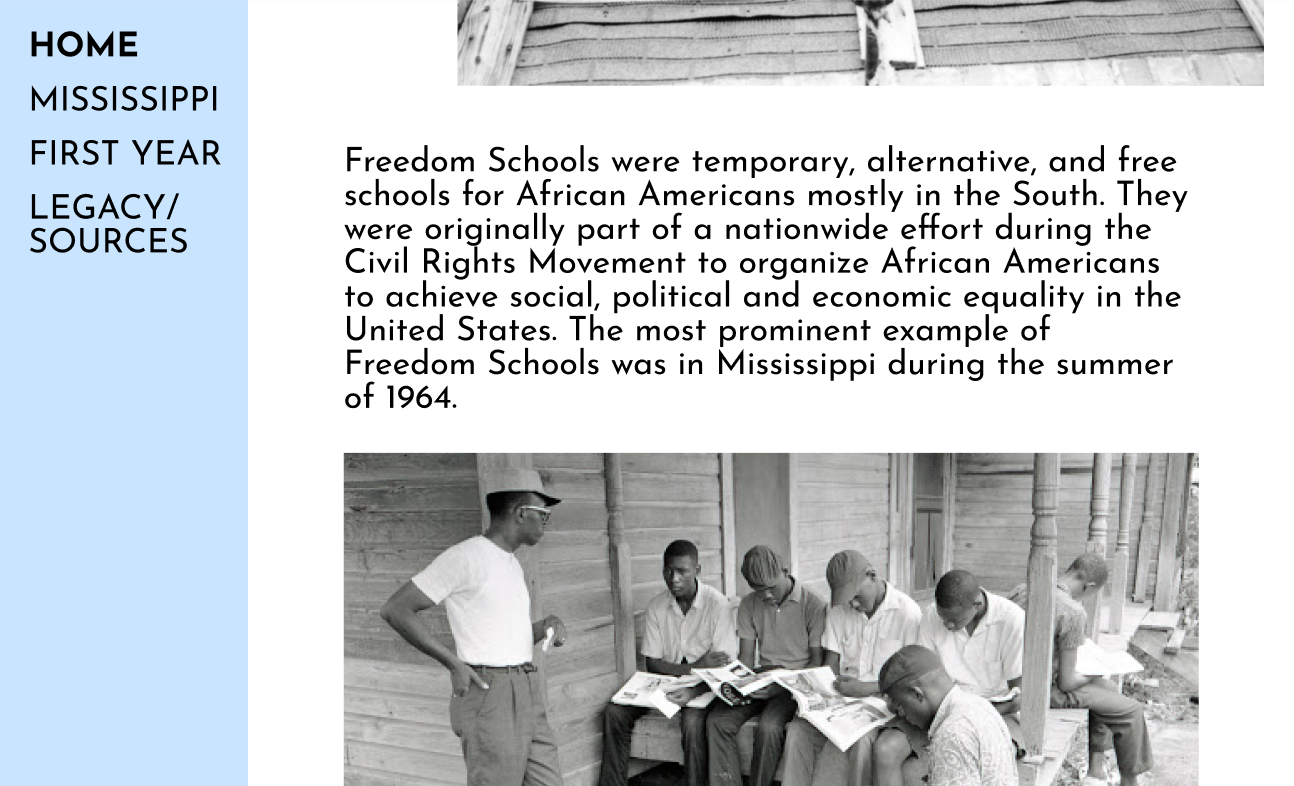 HOME
MISSISSIPPI
FIRST YEAR
LEGACY/
SOURCES
Freedom Schools were temporary, alternative, and free
schools for African Americans mostly in the South. They
were originally part of a nationwide effort during the
Civil Rights Movement to organize African Americans
to achieve social, political and economic equality in the
United States. The most prominent example of
Freedom Schools was in Mississippi during the summer
of 1964.